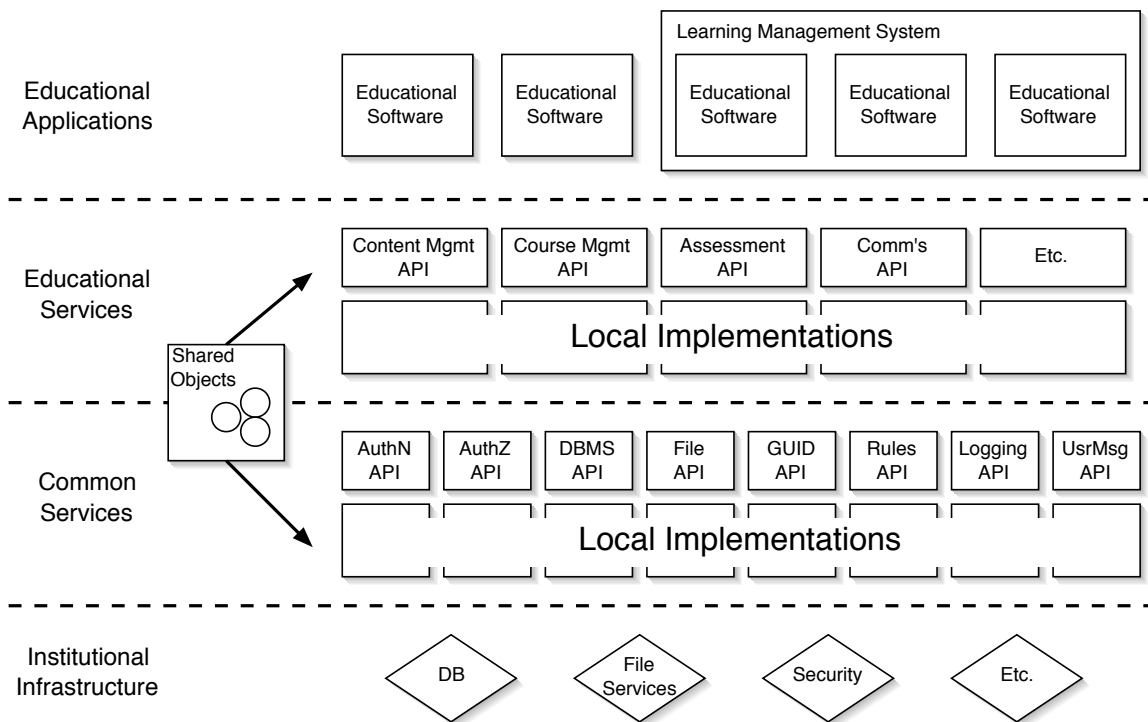 Learning Management System
Educational
Applications
Educational
Software
Educational
Software
Educational
Software
Educational
Software
Educational
Software
Educational
Services
Content Mgmt
API
Course Mgmt
API
Assessment
API
Comm's
API
Etc.
Local Implementations
Shared
Objects
Common
Services
AuthN
API
AuthZ
API
DBMS
API
File
API
GUID
API
Rules
API
Logging
API
UsrMsg
API
Local Implementations
Institutional
Infrastructure
DB
File
Services
Security
Etc.